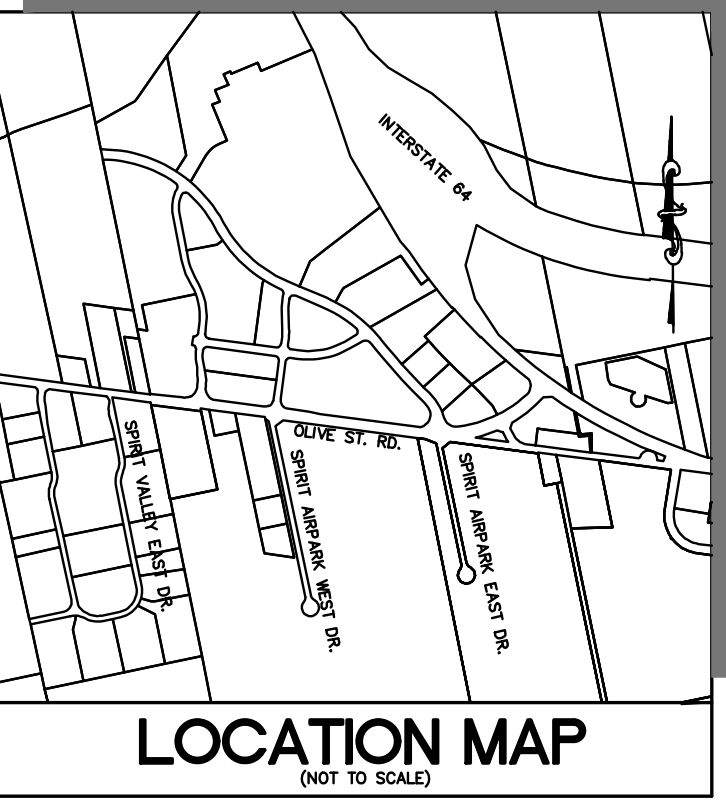 INTERSTATE 64
OLIVE ST. RD.
SPIRIT VALLEY EAST DR.
SPIRIT AIRPARK WEST DR.
SPIRIT AIRPARK EAST DR.
LOCATION MAP
(NOT TO SCALE)